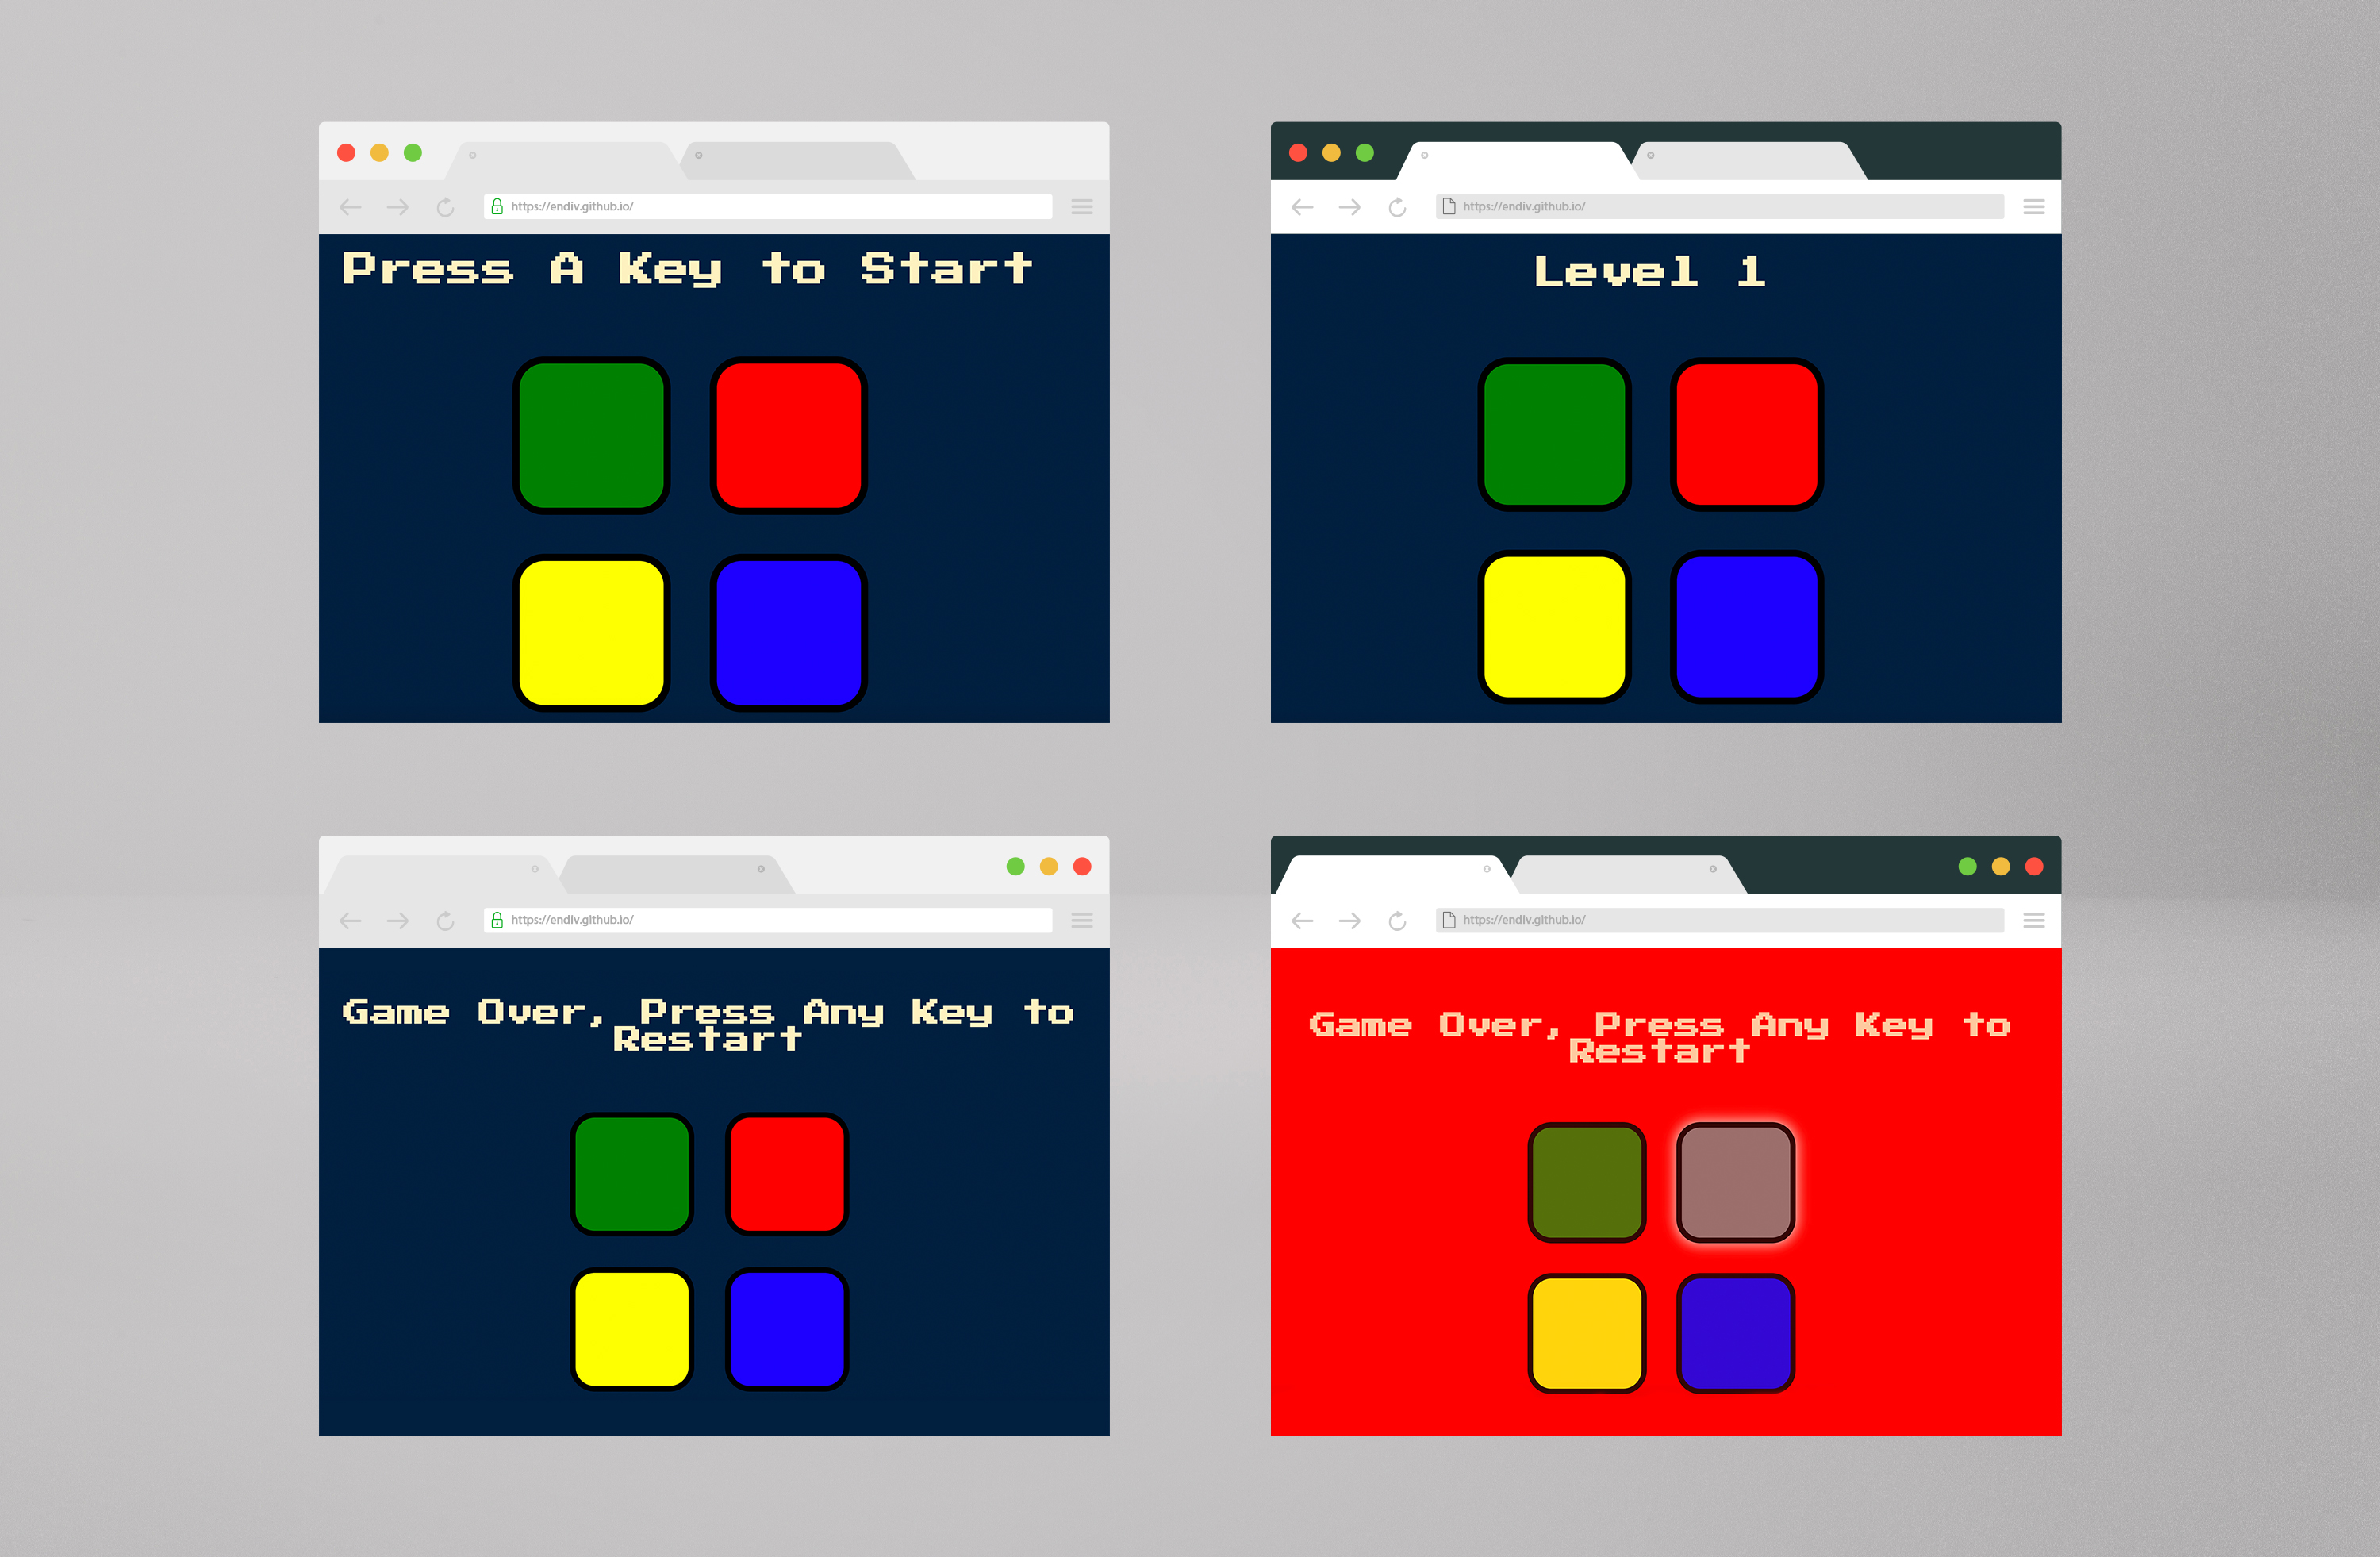 https://endiv.github.io/
Press A Key to Start
https://endiv.github.io/
Level 1
https://endiv.github.io/
Game Over, Press Any Key to
Restart
https://endiv.github.io/
Game Over, Press Any Key to
Restart